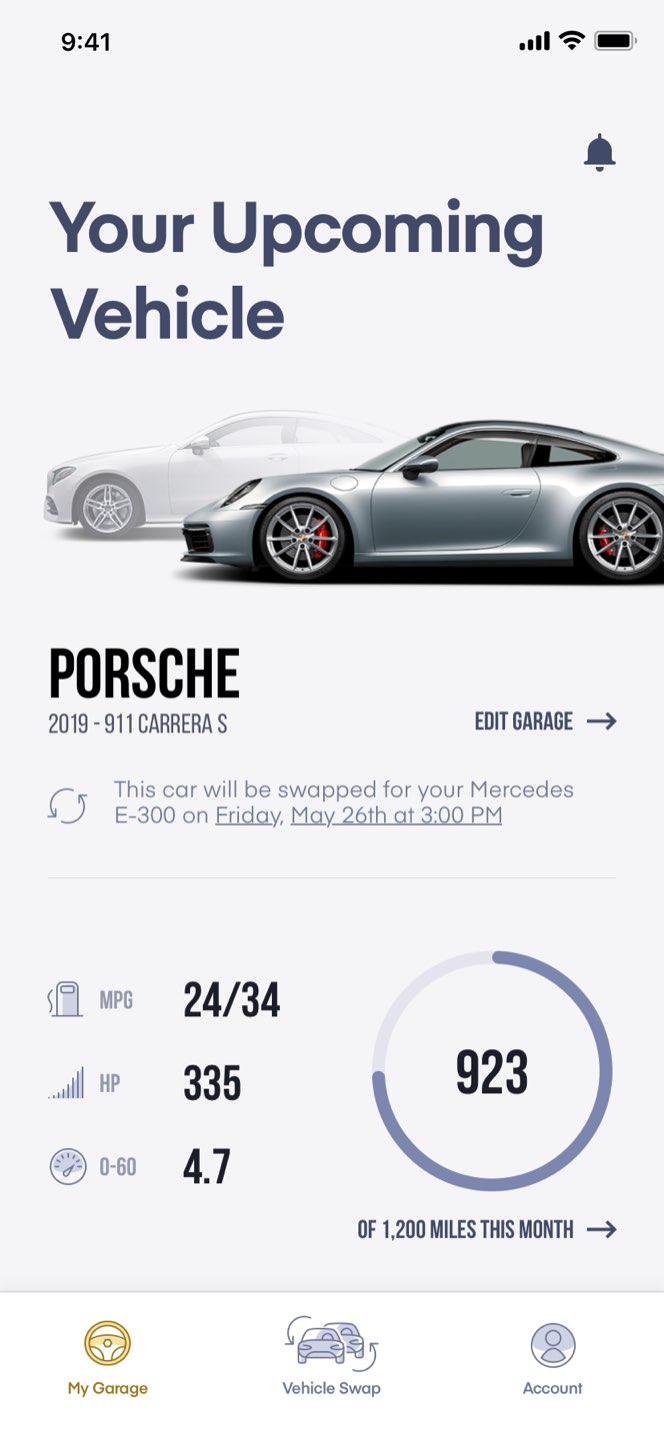 9:41
Your Upcoming
Vehicle
PORSCHE
2019 - 911 CARRERA S
EDIT GARAGE
This car will be swapped for your Mercedes
E-300 on Friday, May 26th at 3:00 PM
MPG 24/34
HP 335
0-60 4.7
923
OF 1,200 MILES THIS MONTH
My Garage
Vehicle Swap
Account